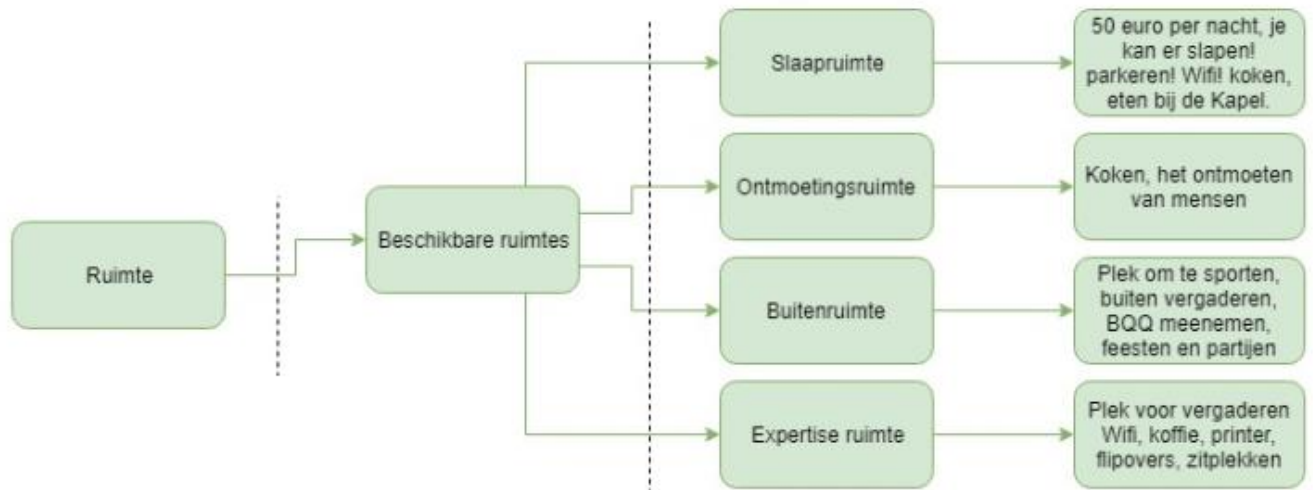 Ruimte
Beschikbare ruimtes
Slaapruimte
50 euro per nacht, je
kan er slapen!
parkeren! Wifi! koken,
eten bij de Kapel.
Ontmoetingsruimte
Koken, het ontmoeten
van mensen
Buitenruimte
Plek om te sporten,
buiten vergaderen,
BQQ meenemen,
feesten en partijen
Expertise ruimte
Plek voor vergaderen
Wifi, koffie, printer,
flipovers, zitplekken